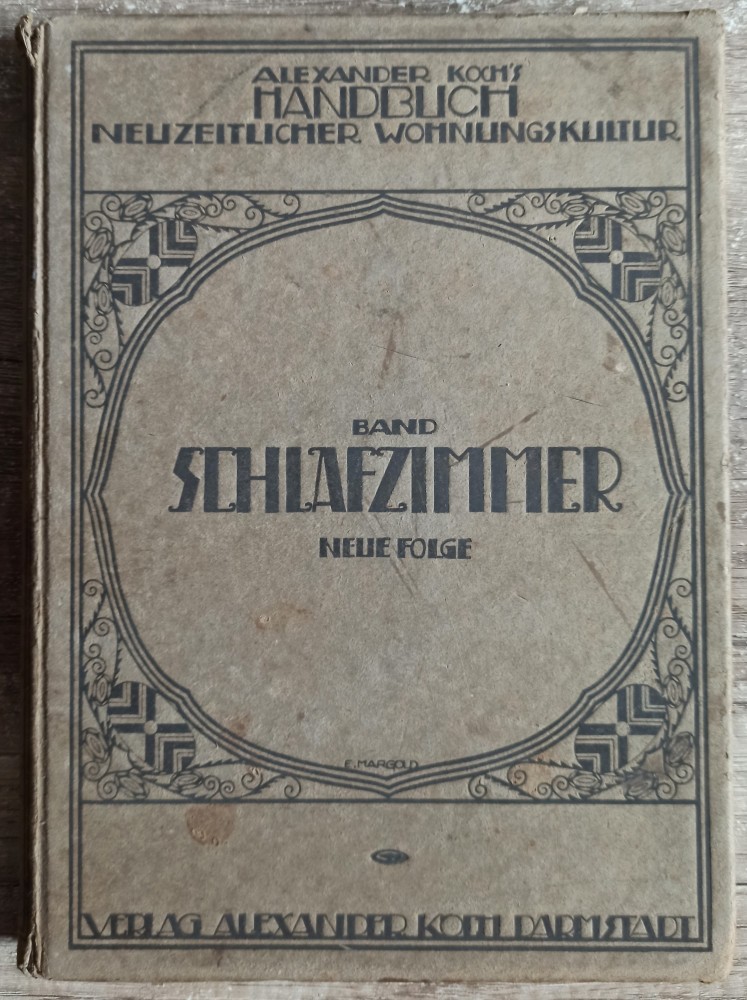 ALEXANDER KOCH'S
HANDBUCH
NEUZEITLICHER WOHNUNGSKULTUR
BAND
SCHLAFZIMMER
NEUE FOLGE
E. MARGOLD
VERLAG ALEXANDER KOCH DARMSTADT